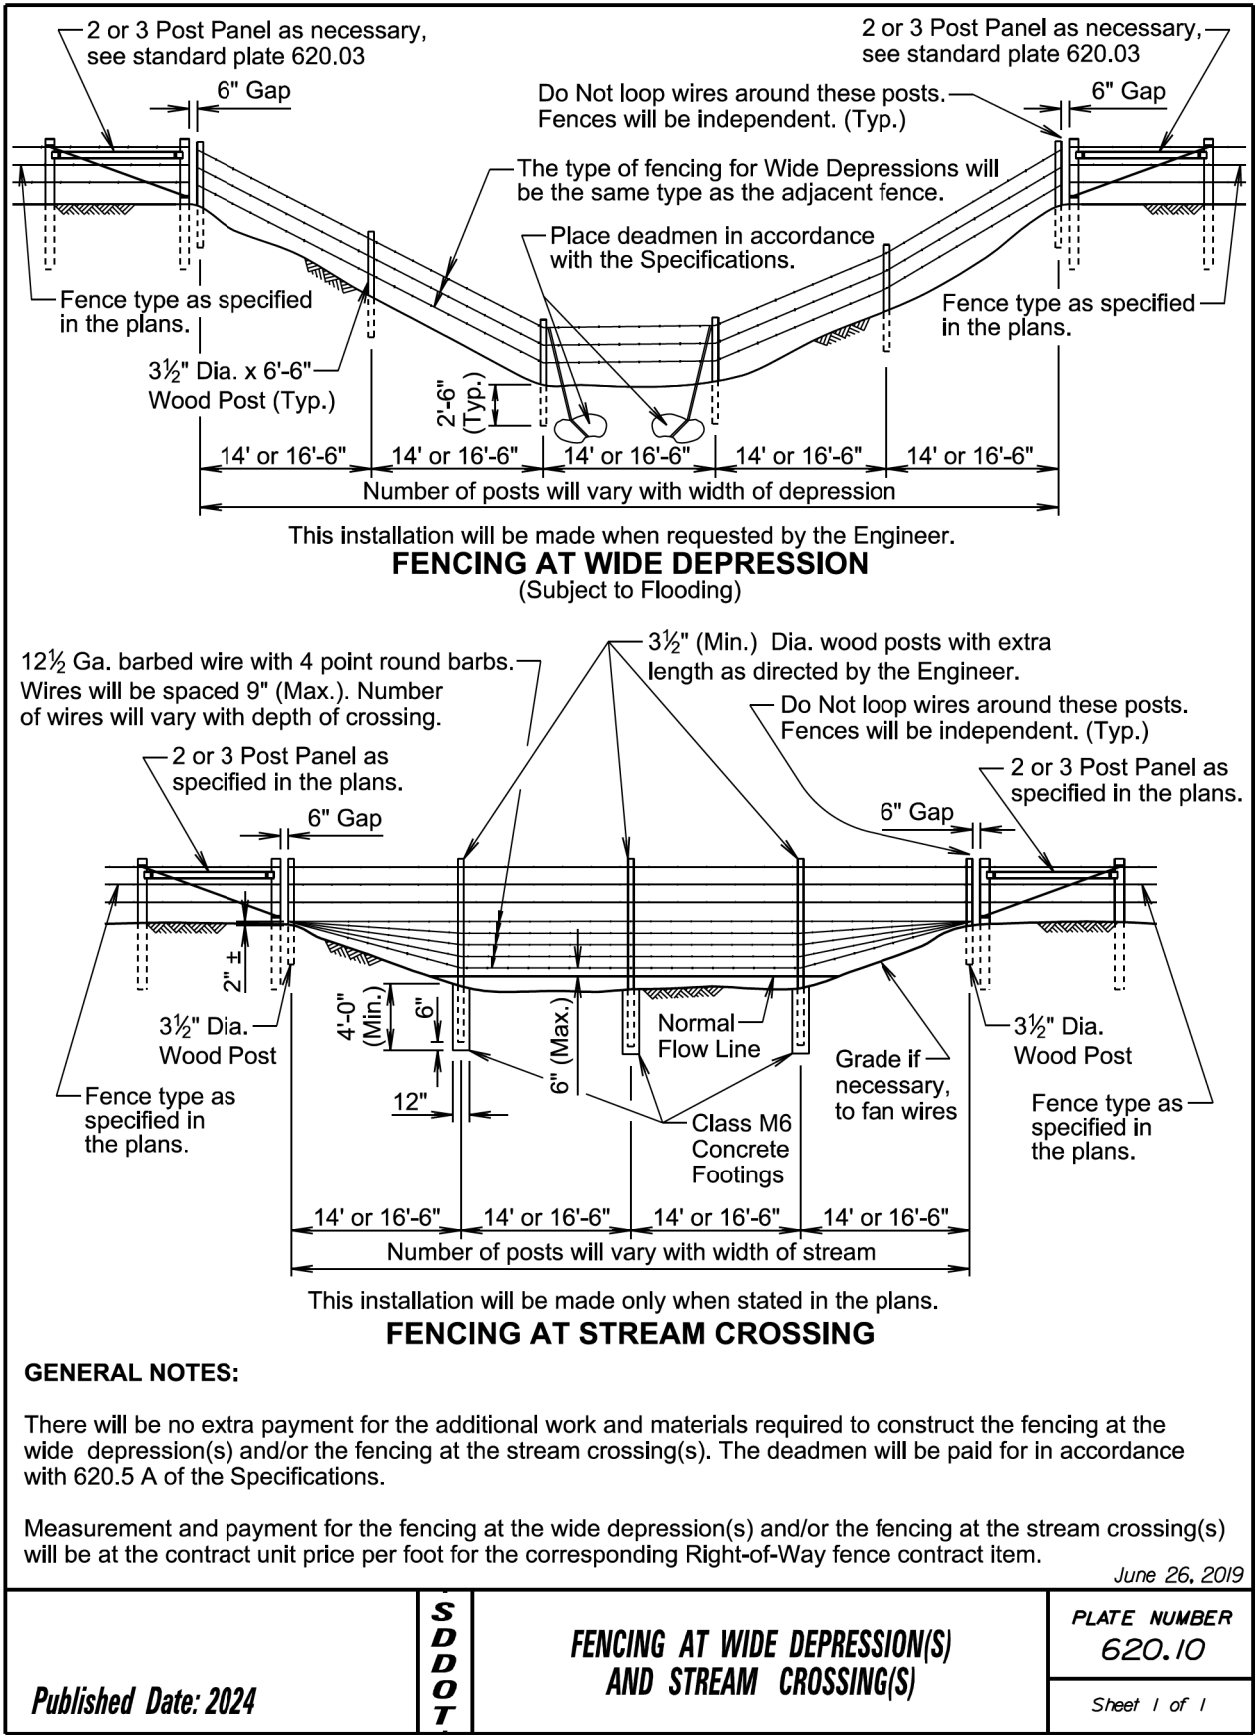 2 or 3 Post Panel as necessary,
see standard plate 620.03
6" Gap
2 or 3 Post Panel as necessary,
see standard plate 620.03
6" Gap
Do Not loop wires around these posts.
Fences will be independent. (Typ.)
The type of fencing for Wide Depressions will
be the same type as the adjacent fence.
Place deadmen in accordance
with the Specifications.
Fence type as specified
in the plans.
Fence type as specified
in the plans.
3½" Dia. x 6'-6"
Wood Post (Typ.)
2'-6"
(Typ.)
14' or 16'-6"
14' or 16'-6"
14' or 16'-6"
14' or 16'-6"
14' or 16'-6"
Number of posts will vary with width of depression
This installation will be made when requested by the Engineer.
FENCING AT WIDE DEPRESSION
(Subject to Flooding)
12½ Ga. barbed wire with 4 point round barbs.
Wires will be spaced 9" (Max.). Number
of wires will vary with depth of crossing.
3½" (Min.) Dia. wood posts with extra
length as directed by the Engineer.
Do Not loop wires around these posts.
Fences will be independent. (Typ.)
2 or 3 Post Panel as
specified in the plans.
2 or 3 Post Panel as
specified in the plans.
6" Gap
6" Gap
2" ±
3½" Dia.
Wood Post
4'-0"
(Min.)
6"
6" (Max.)
Normal
Flow Line
3½" Dia.
Wood Post
Grade if
necessary,
to fan wires
Fence type as
specified in
the plans.
12"
Class M6
Concrete
Footings
Fence type as
specified in
the plans.
14' or 16'-6"
14' or 16'-6"
14' or 16'-6"
14' or 16'-6"
Number of posts will vary with width of stream
This installation will be made only when stated in the plans.
FENCING AT STREAM CROSSING
GENERAL NOTES:
There will be no extra payment for the additional work and materials required to construct the fencing at the
wide depression(s) and/or the fencing at the stream crossing(s). The deadmen will be paid for in accordance
with 620.5 A of the Specifications.
Measurement and payment for the fencing at the wide depression(s) and/or the fencing at the stream crossing(s)
will be at the contract unit price per foot for the corresponding Right-of-Way fence contract item.
June 26, 2019
Published Date: 2024
S
D
D
O
T
FENCING AT WIDE DEPRESSION(S)
AND STREAM CROSSING(S)
PLATE NUMBER
620.10
Sheet 1 of 1